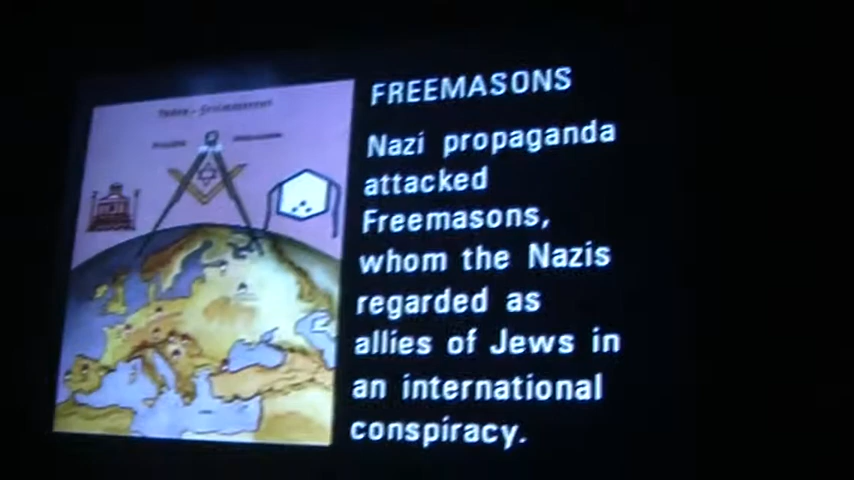 FREEMASONS
Nazi propaganda
attacked
Freemasons,
whom the Nazis
regarded as
allies of Jews in
an international
conspiracy.